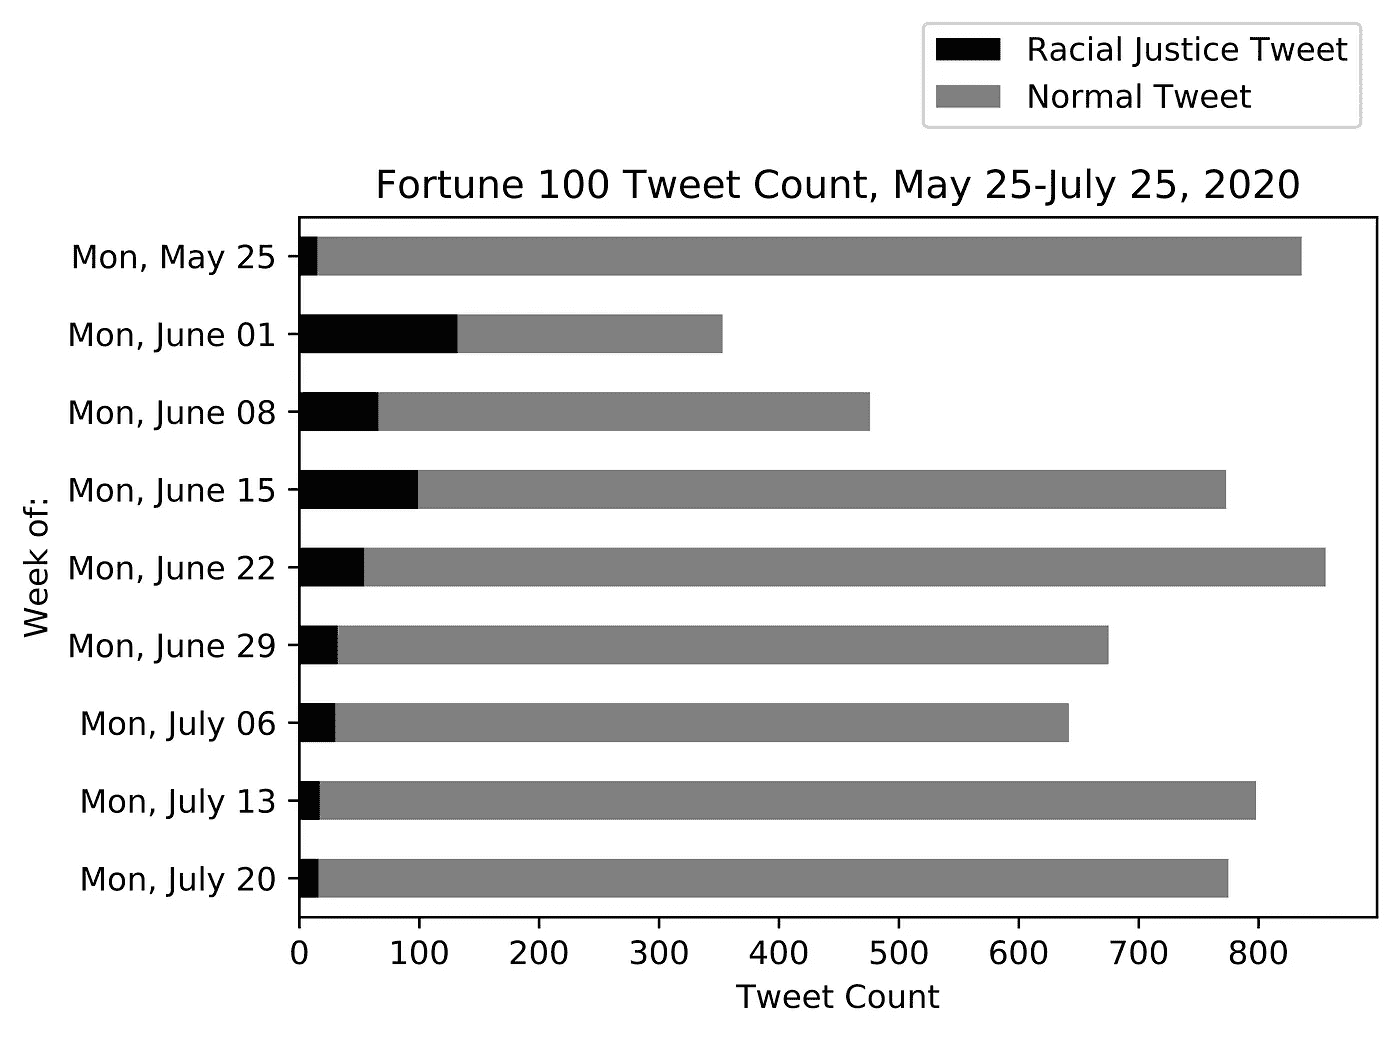 Racial Justice Tweet
Normal Tweet
Fortune 100 Tweet Count, May 25-July 25, 2020
Week of:
Mon, May 25
Mon, June 01
Mon, June 08
Mon, June 15
Mon, June 22
Mon, June 29
Mon, July 06
Mon, July 13
Mon, July 20
0 100 200 300 400 500 600 700 800
Tweet Count